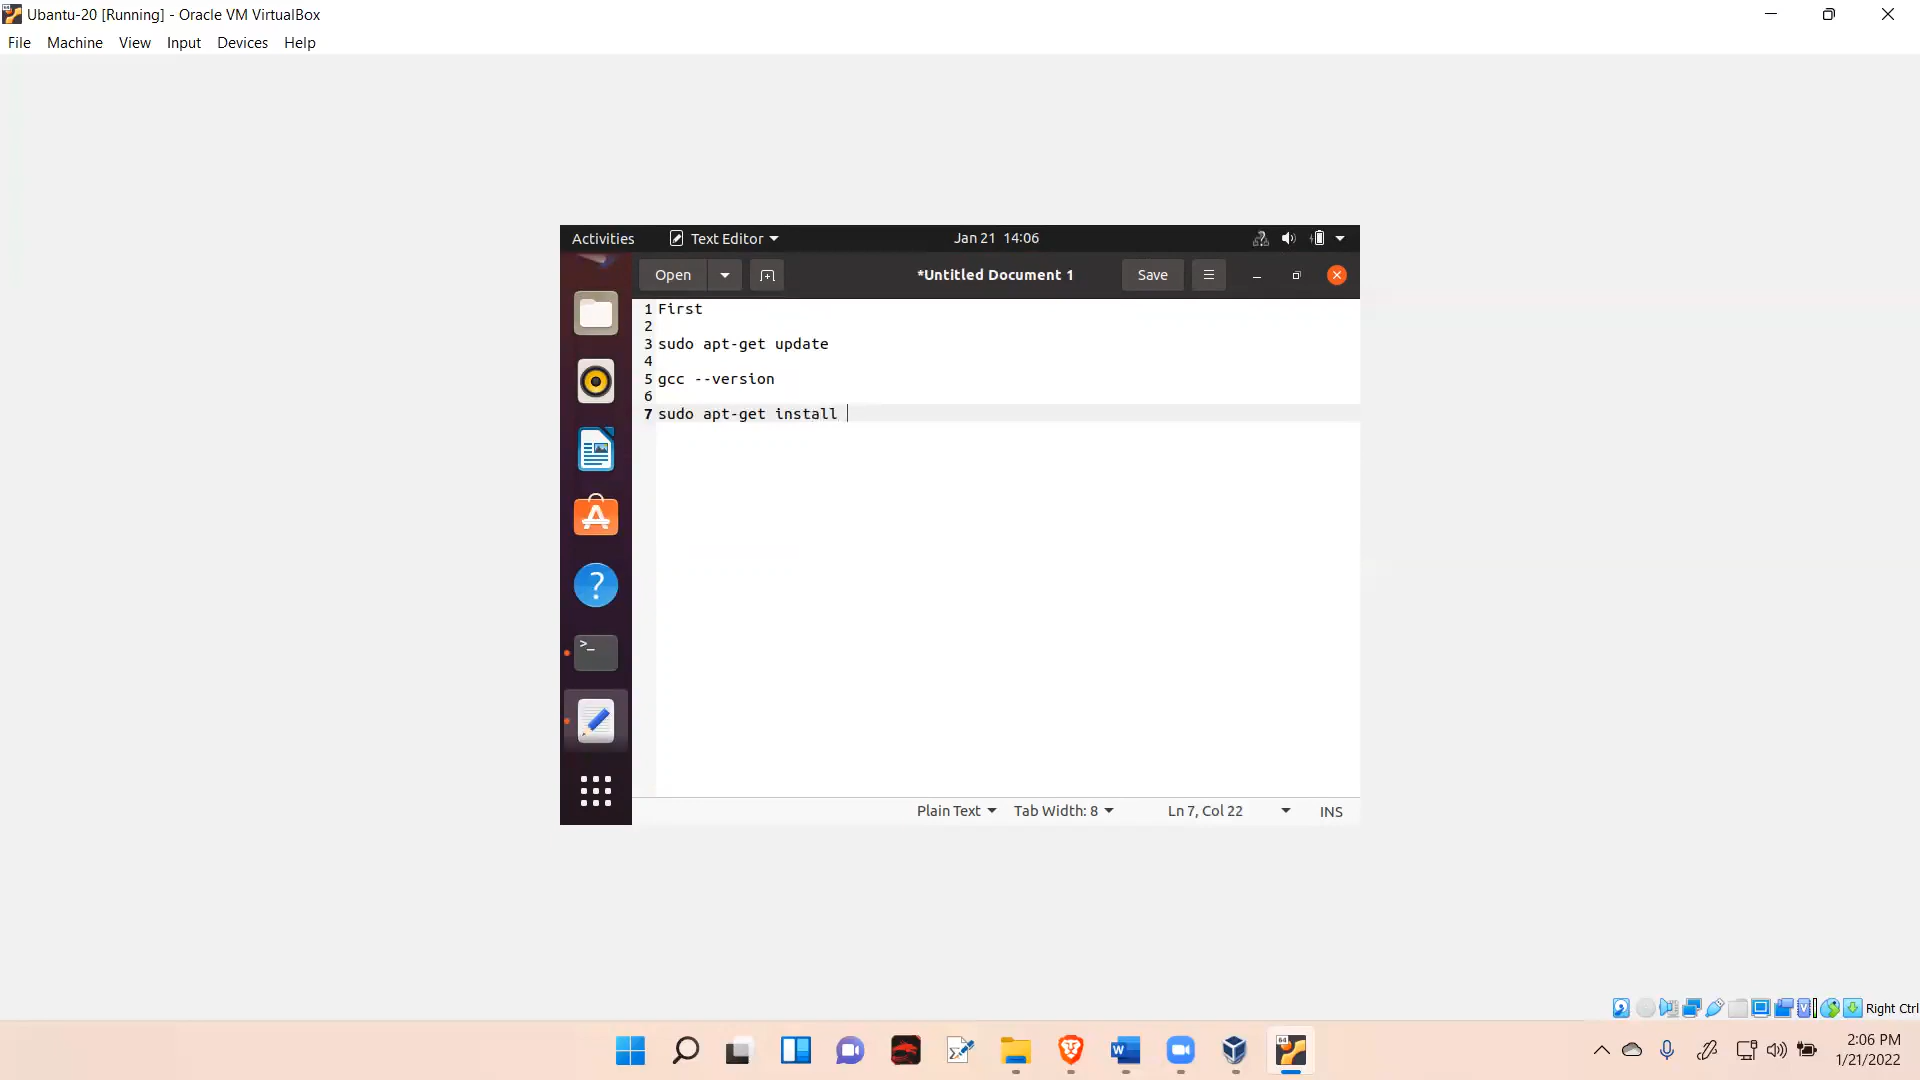 Ubantu-20 [Running] - Oracle VM VirtualBox
File Machine View Input Devices Help
Activities Text Editor Jan 21 14:06
Open *Untitled Document 1 Save
1 First
2
3 sudo apt-get update
4
5 gcc --version
6
7 sudo apt-get install
Plain Text Tab Width: 8 Ln 7, Col 22 INS
Right Ctrl
2:06 PM
1/21/2022